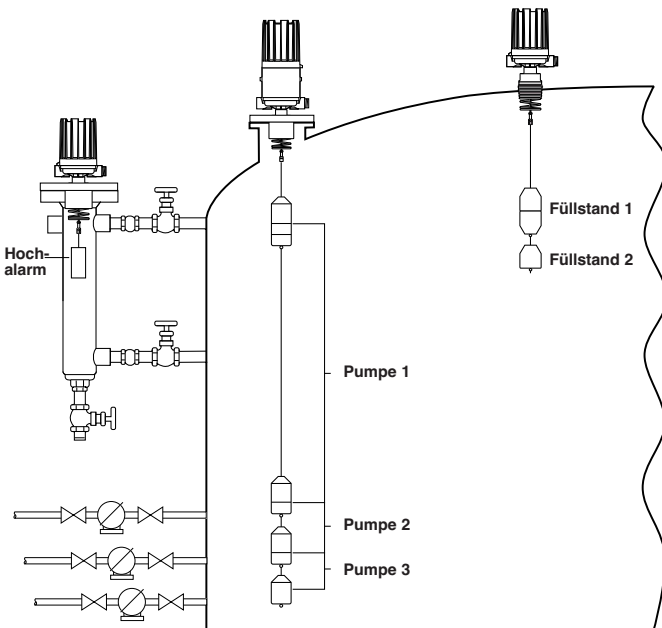 Füllstand 1
Füllstand 2
Hoch-
alarm
Pumpe 1
Pumpe 2
Pumpe 3